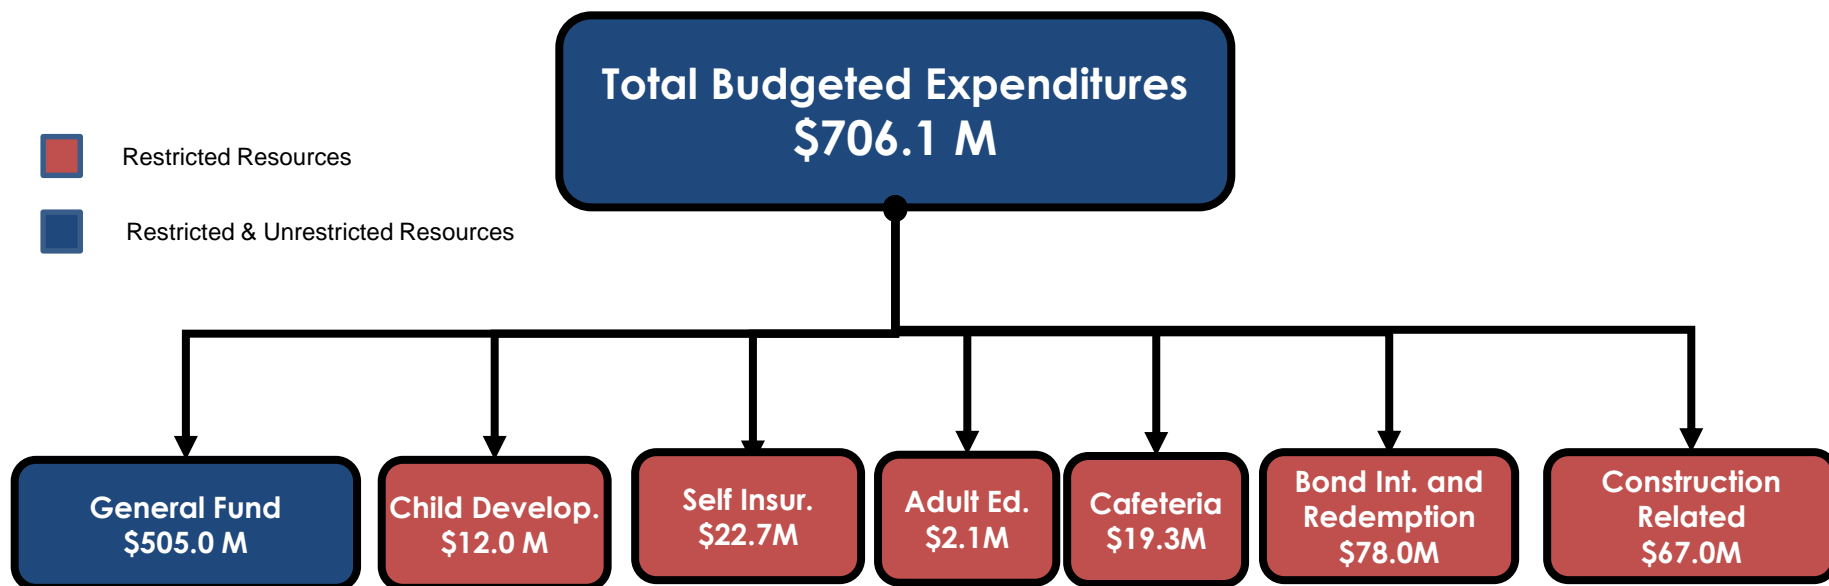 Total Budgeted Expenditures
$706.1 M
Restricted Resources
Restricted & Unrestricted Resources
General Fund
$505.0 M
Child Develop.
$12.0 M
Self Insur.
$22.7M
Adult Ed.
$2.1M
Cafeteria
$19.3M
Bond Int. and
Redemption
$78.0M
Construction
Related
$67.0M